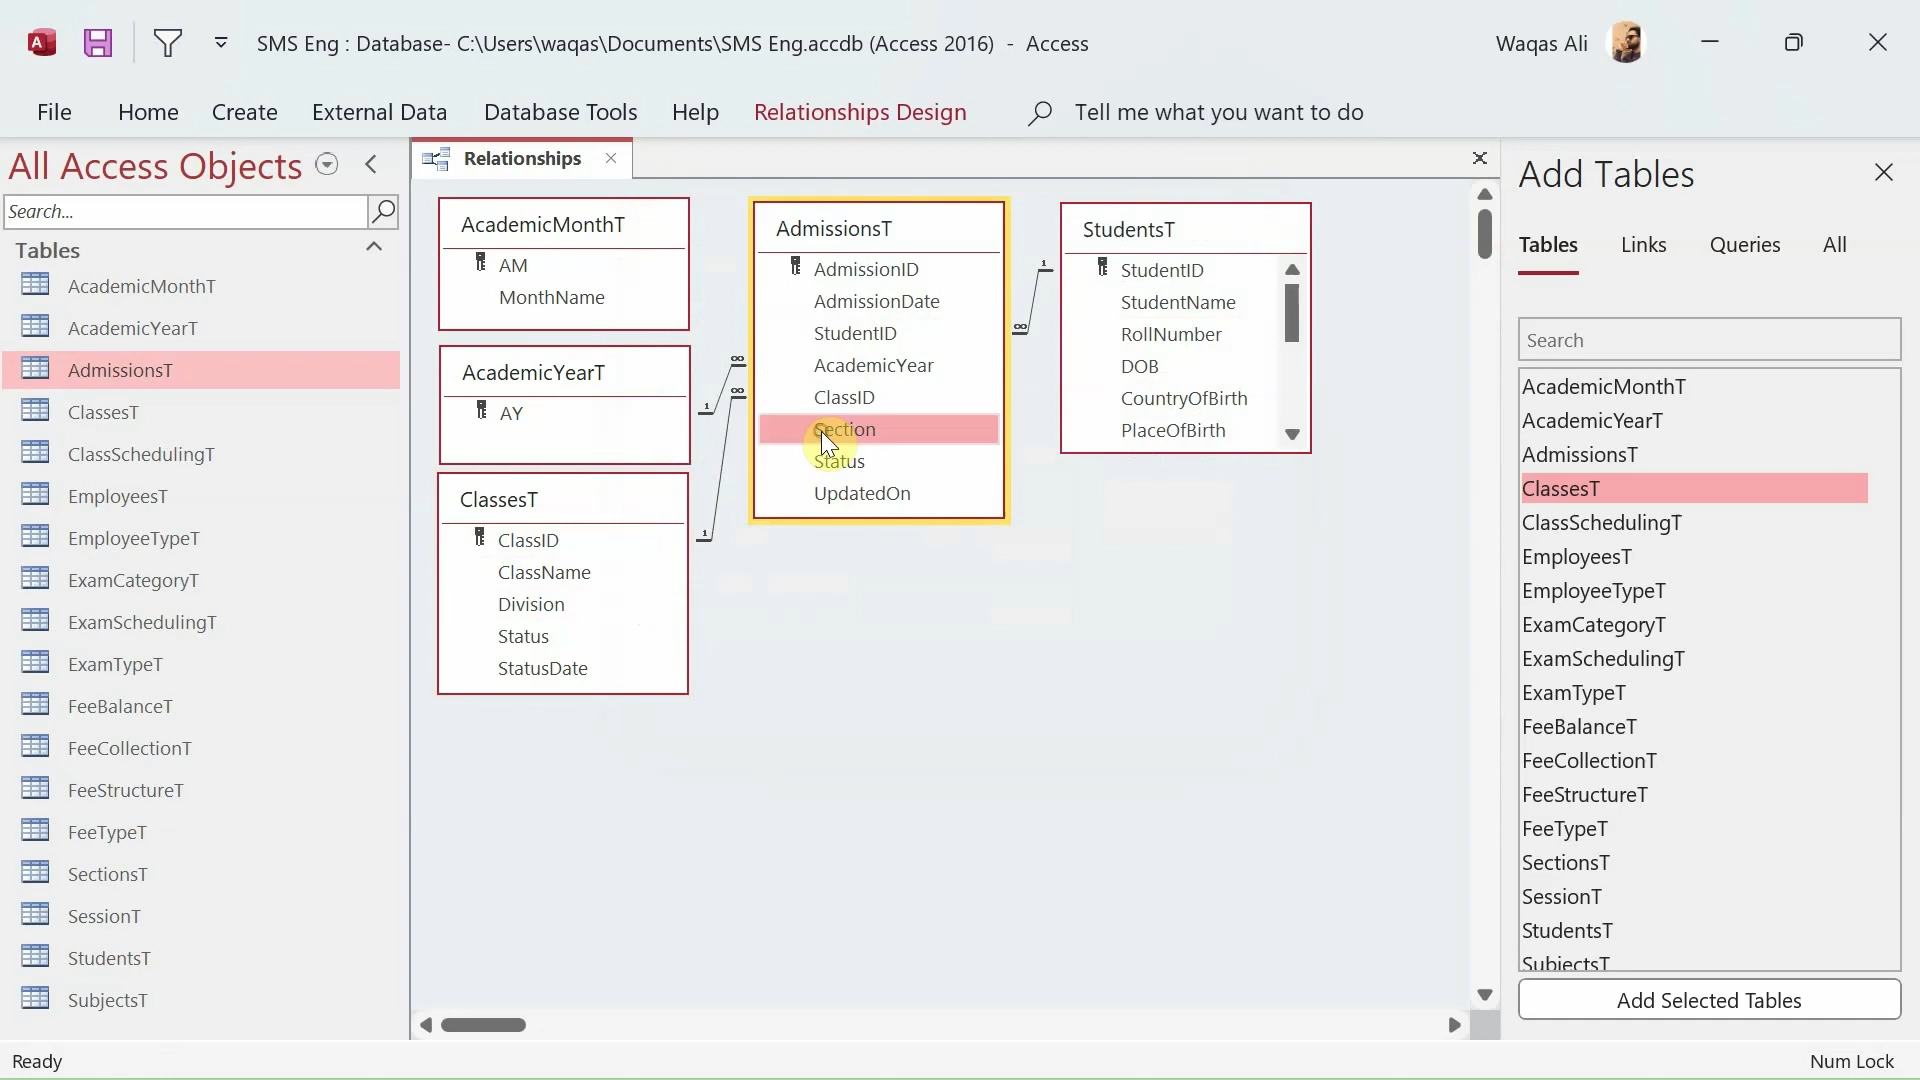 A SMS Eng : Database- C:\Users\waqas\Documents\SMS Eng.accdb (Access 2016) - Access Waqas Ali
File Home Create External Data Database Tools Help Relationships Design Tell me what you want to do
All Access Objects
Search...
Tables
AcademicMonthT
AcademicYearT
AdmissionsT
ClassesT
ClassSchedulingT
EmployeesT
EmployeeTypeT
ExamCategoryT
ExamSchedulingT
ExamTypeT
FeeBalanceT
FeeCollectionT
FeeStructureT
FeeTypeT
SectionsT
SessionT
StudentsT
SubjectsT
Relationships
AcademicMonthT
AM
MonthName
AcademicYearT
AY
ClassesT
ClassID
ClassName
Division
Status
StatusDate
∞
1
∞
1
AdmissionsT
AdmissionID
AdmissionDate
StudentID
AcademicYear
ClassID
Section
Status
UpdatedOn
1
∞
StudentsT
StudentID
StudentName
RollNumber
DOB
CountryOfBirth
PlaceOfBirth
Add Tables
Tables Links Queries All
Search
AcademicMonthT
AcademicYearT
AdmissionsT
ClassesT
ClassSchedulingT
EmployeesT
EmployeeTypeT
ExamCategoryT
ExamSchedulingT
ExamTypeT
FeeBalanceT
FeeCollectionT
FeeStructureT
FeeTypeT
SectionsT
SessionT
StudentsT
SubjectsT
Add Selected Tables
Ready Num Lock